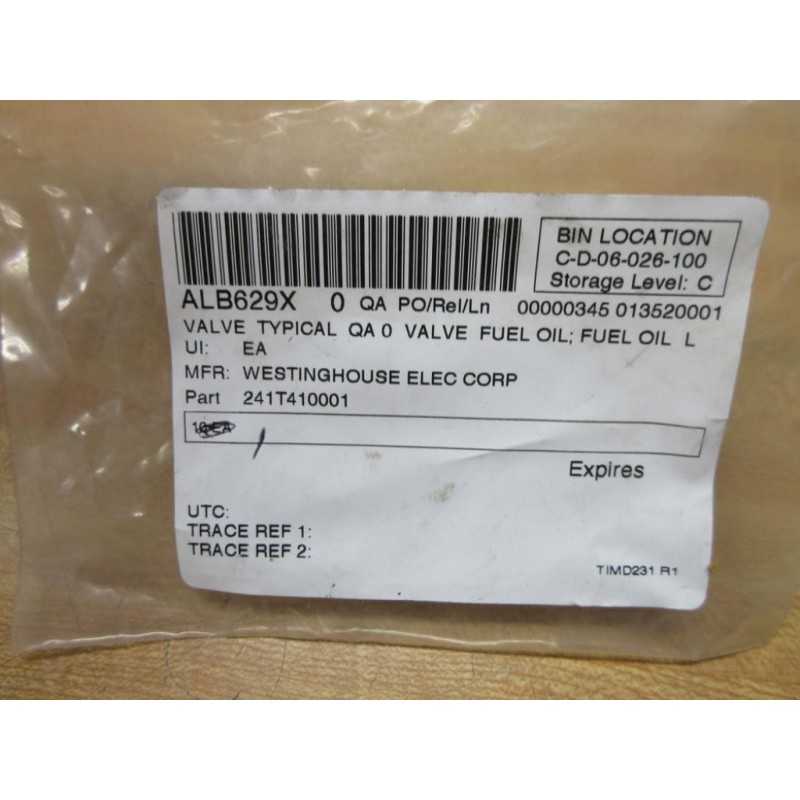 BIN LOCATION
C-D-06-026-100
Storage Level: C
ALB629X 0 QA PO/Rel/Ln 00000345 013520001
VALVE TYPICAL QA 0 VALVE FUEL OIL; FUEL OIL L
UI: EA
MFR: WESTINGHOUSE ELEC CORP
Part 241T410001
1
Expires
UTC:
TRACE REF 1:
TRACE REF 2:
TIMD231 R1